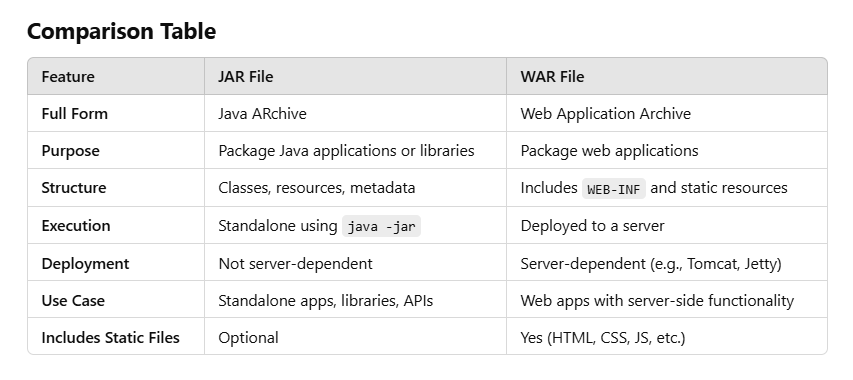 Comparison Table
Feature JAR File WAR File
Full Form Java ARchive Web Application Archive
Purpose Package Java applications or libraries Package web applications
Structure Classes, resources, metadata Includes WEB-INF and static resources
Execution Standalone using java -jar Deployed to a server
Deployment Not server-dependent Server-dependent (e.g., Tomcat, Jetty)
Use Case Standalone apps, libraries, APIs Web apps with server-side functionality
Includes Static Files Optional Yes (HTML, CSS, JS, etc.)